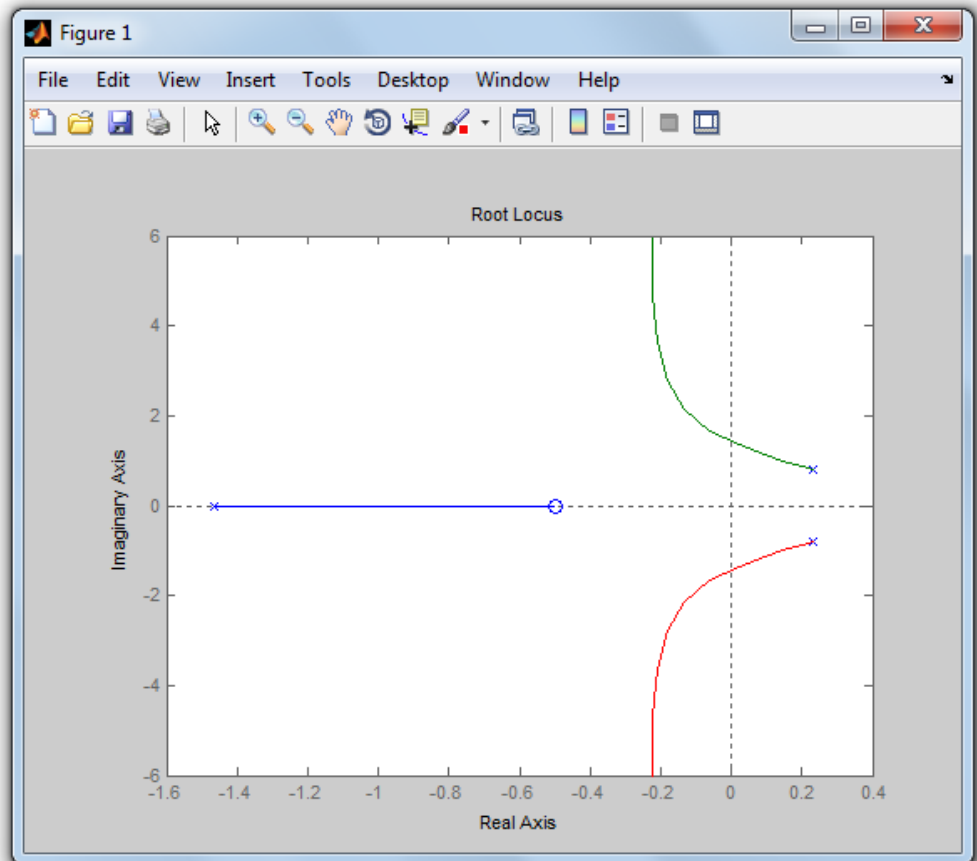 Figure 1
File Edit View Insert Tools Desktop Window Help
Root Locus
6
4
2
0
-2
-4
-6
Imaginary Axis
-1.6 -1.4 -1.2 -1 -0.8 -0.6 -0.4 -0.2 0 0.2 0.4
Real Axis